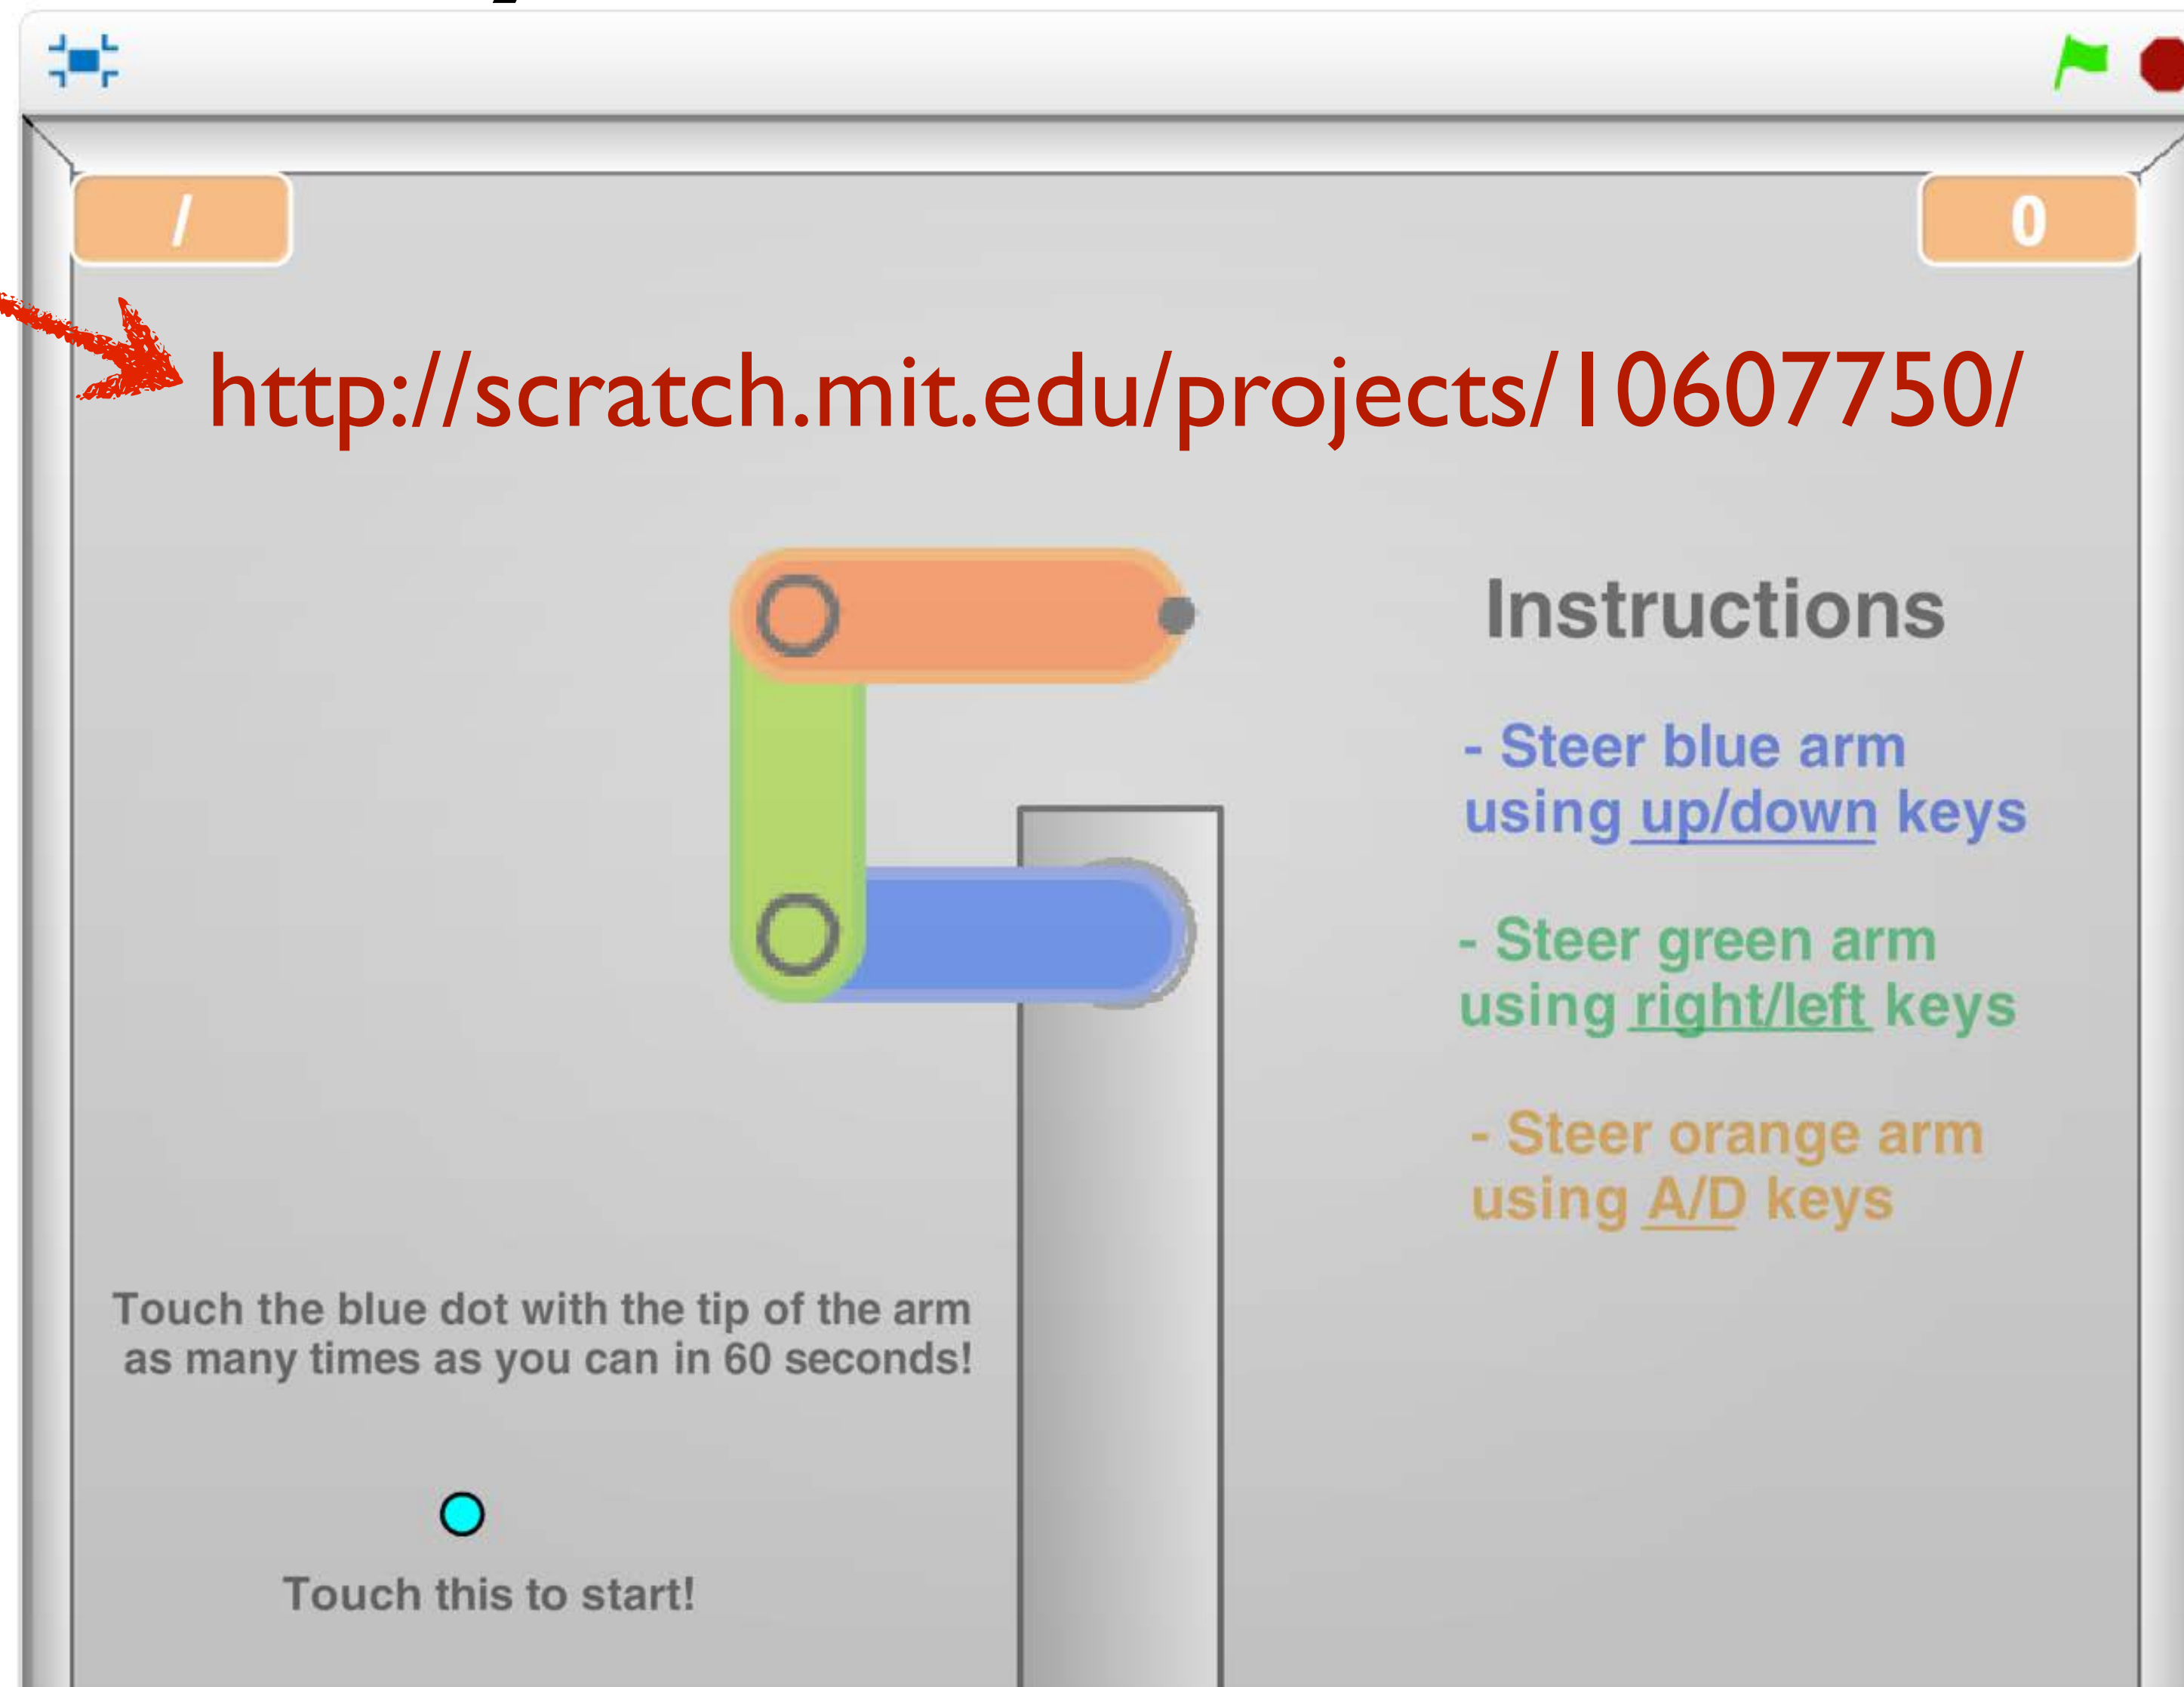 /
0
http://scratch.mit.edu/projects/10607750/
Instructions
- Steer blue arm
using up/down keys
- Steer green arm
using right/left keys
- Steer orange arm
using A/D keys
Touch the blue dot with the tip of the arm
as many times as you can in 60 seconds!
Touch this to start!